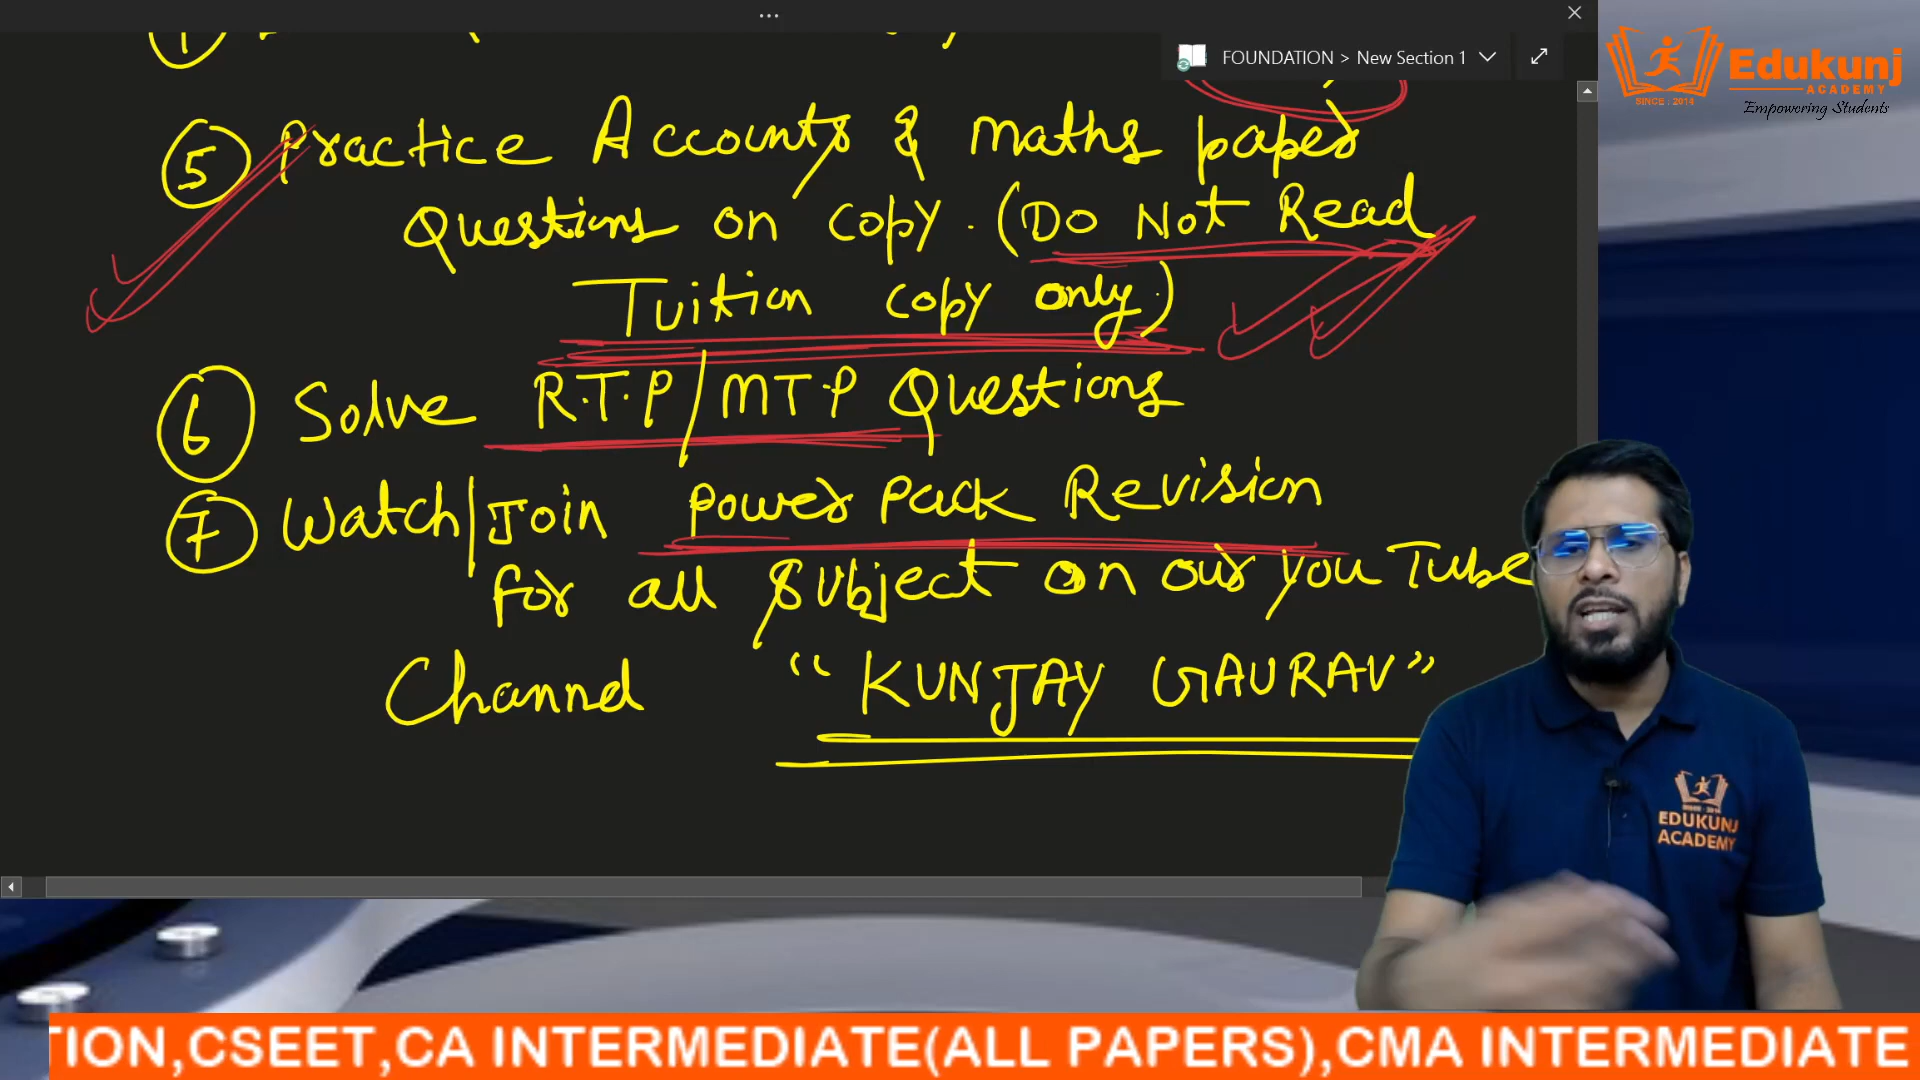 FOUNDATION > New Section 1
Edukunj
ACADEMY
SINCE : 2014
Empowering Students
5 Practice Accounts & maths paper
Questions on copy. (Do Not Read
Tuition copy only.)
6 Solve R.T.P/MTP Questions
7 Watch/Join Power Pack Revision
for all subject on our YouTube
Channel "KUNJAY GAURAV"
EDUKUNJ
ACADEMY
TION,CSEET,CA INTERMEDIATE(ALL PAPERS),CMA INTERMEDIATE